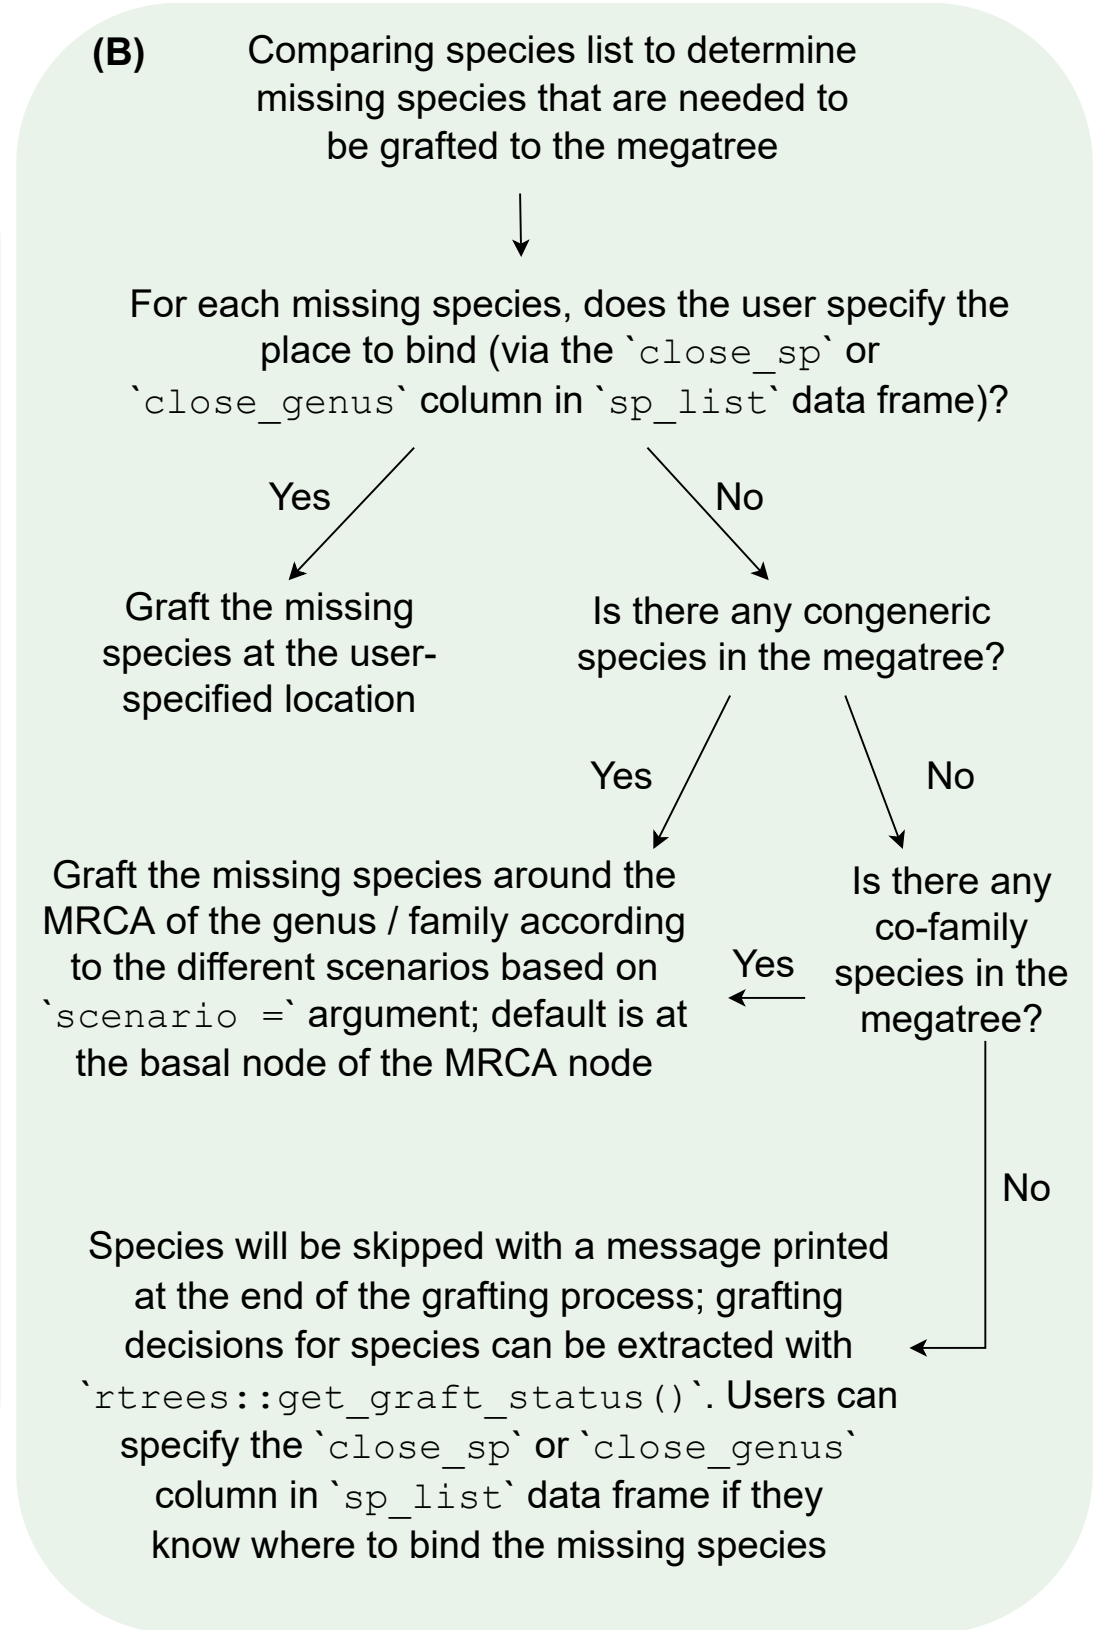 (B)
Comparing species list to determine
missing species that are needed to
be grafted to the megatree
For each missing species, does the user specify the
place to bind (via the `close_sp` or
`close_genus` column in `sp_list` data frame)?
Yes
No
Graft the missing
species at the user-
specified location
Is there any congeneric
species in the megatree?
Yes
No
Graft the missing species around the
MRCA of the genus / family according
to the different scenarios based on
`scenario =` argument; default is at
the basal node of the MRCA node
Yes
Is there any
co-family
species in the
megatree?
No
Species will be skipped with a message printed
at the end of the grafting process; grafting
decisions for species can be extracted with
`rtrees::get_graft_status()`. Users can
specify the `close_sp` or `close_genus`
column in `sp_list` data frame if they
know where to bind the missing species